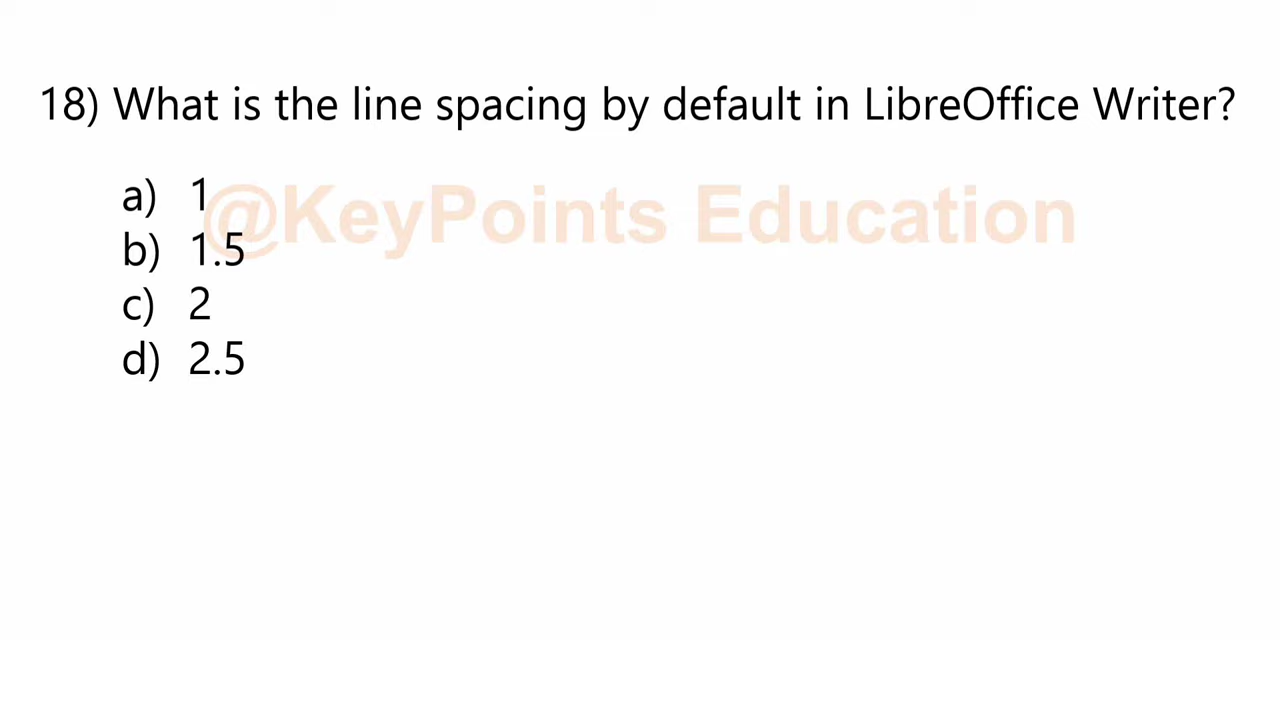 18) What is the line spacing by default in LibreOffice Writer?
a) 1
@KeyPoints Education
b) 1.5
c) 2
d) 2.5